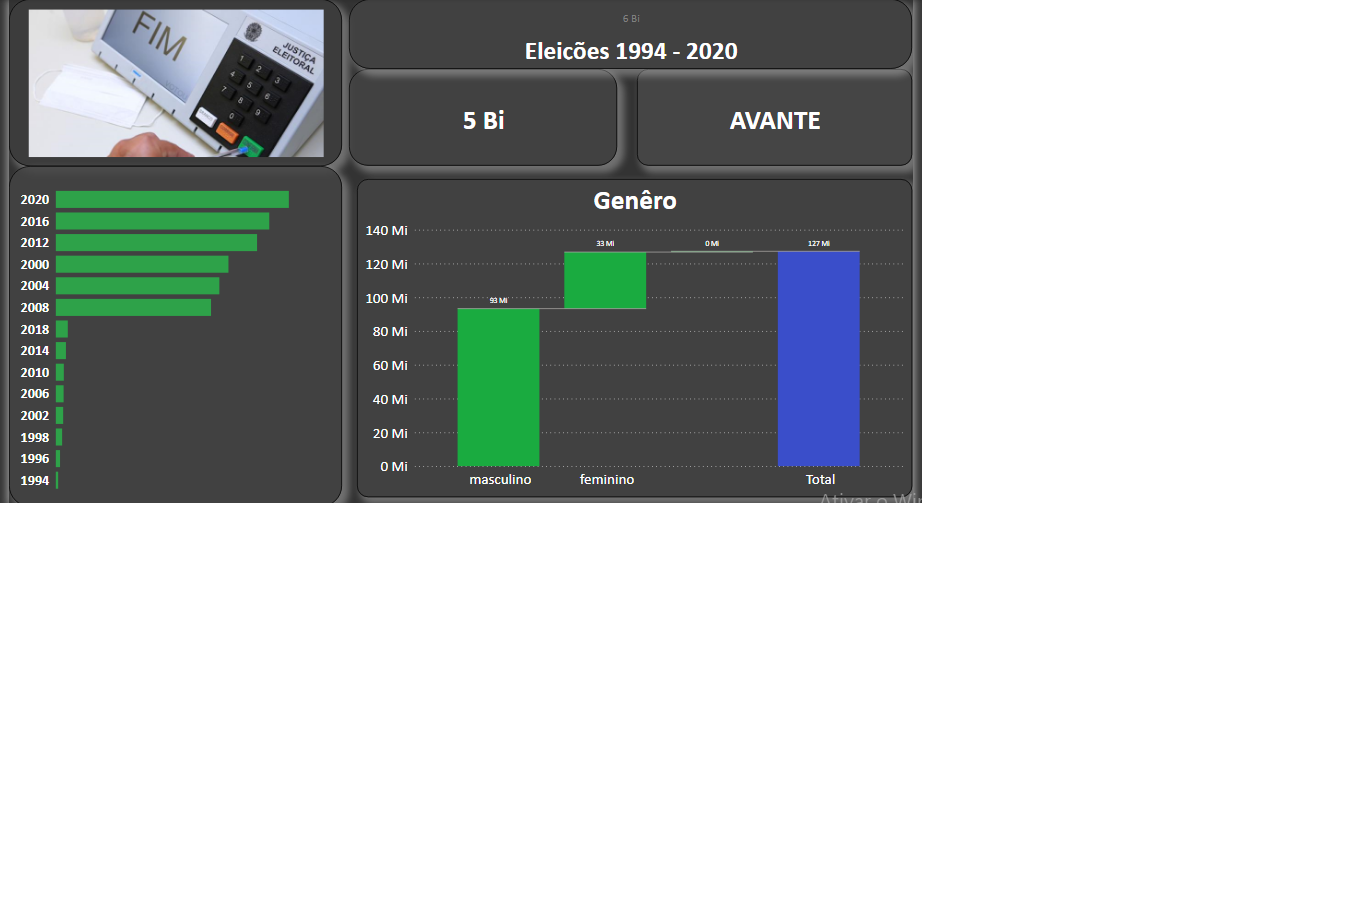 FIM
JUSTIÇA
ELEITORAL
1 2 3
4 5 6
7 8 9
0
6 Bi
Eleições 1994 - 2020
5 Bi
AVANTE
2020
2016
2012
2000
2004
2008
2018
2014
2010
2006
2002
1998
1996
1994
Genêro
140 Mi
120 Mi
100 Mi
80 Mi
60 Mi
40 Mi
20 Mi
0 Mi
93 Mi
33 Mi
0 Mi
127 Mi
masculino
feminino
Total
Ativar o Win